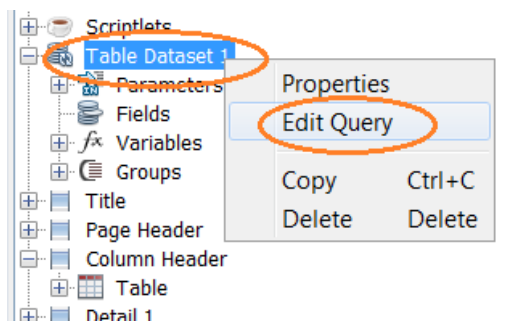 Scriptlets
Table Dataset 1
Parameters
Fields
fx Variables
Groups
Title
Page Header
Column Header
Table
Detail 1
Properties
Edit Query
Copy Ctrl+C
Delete Delete